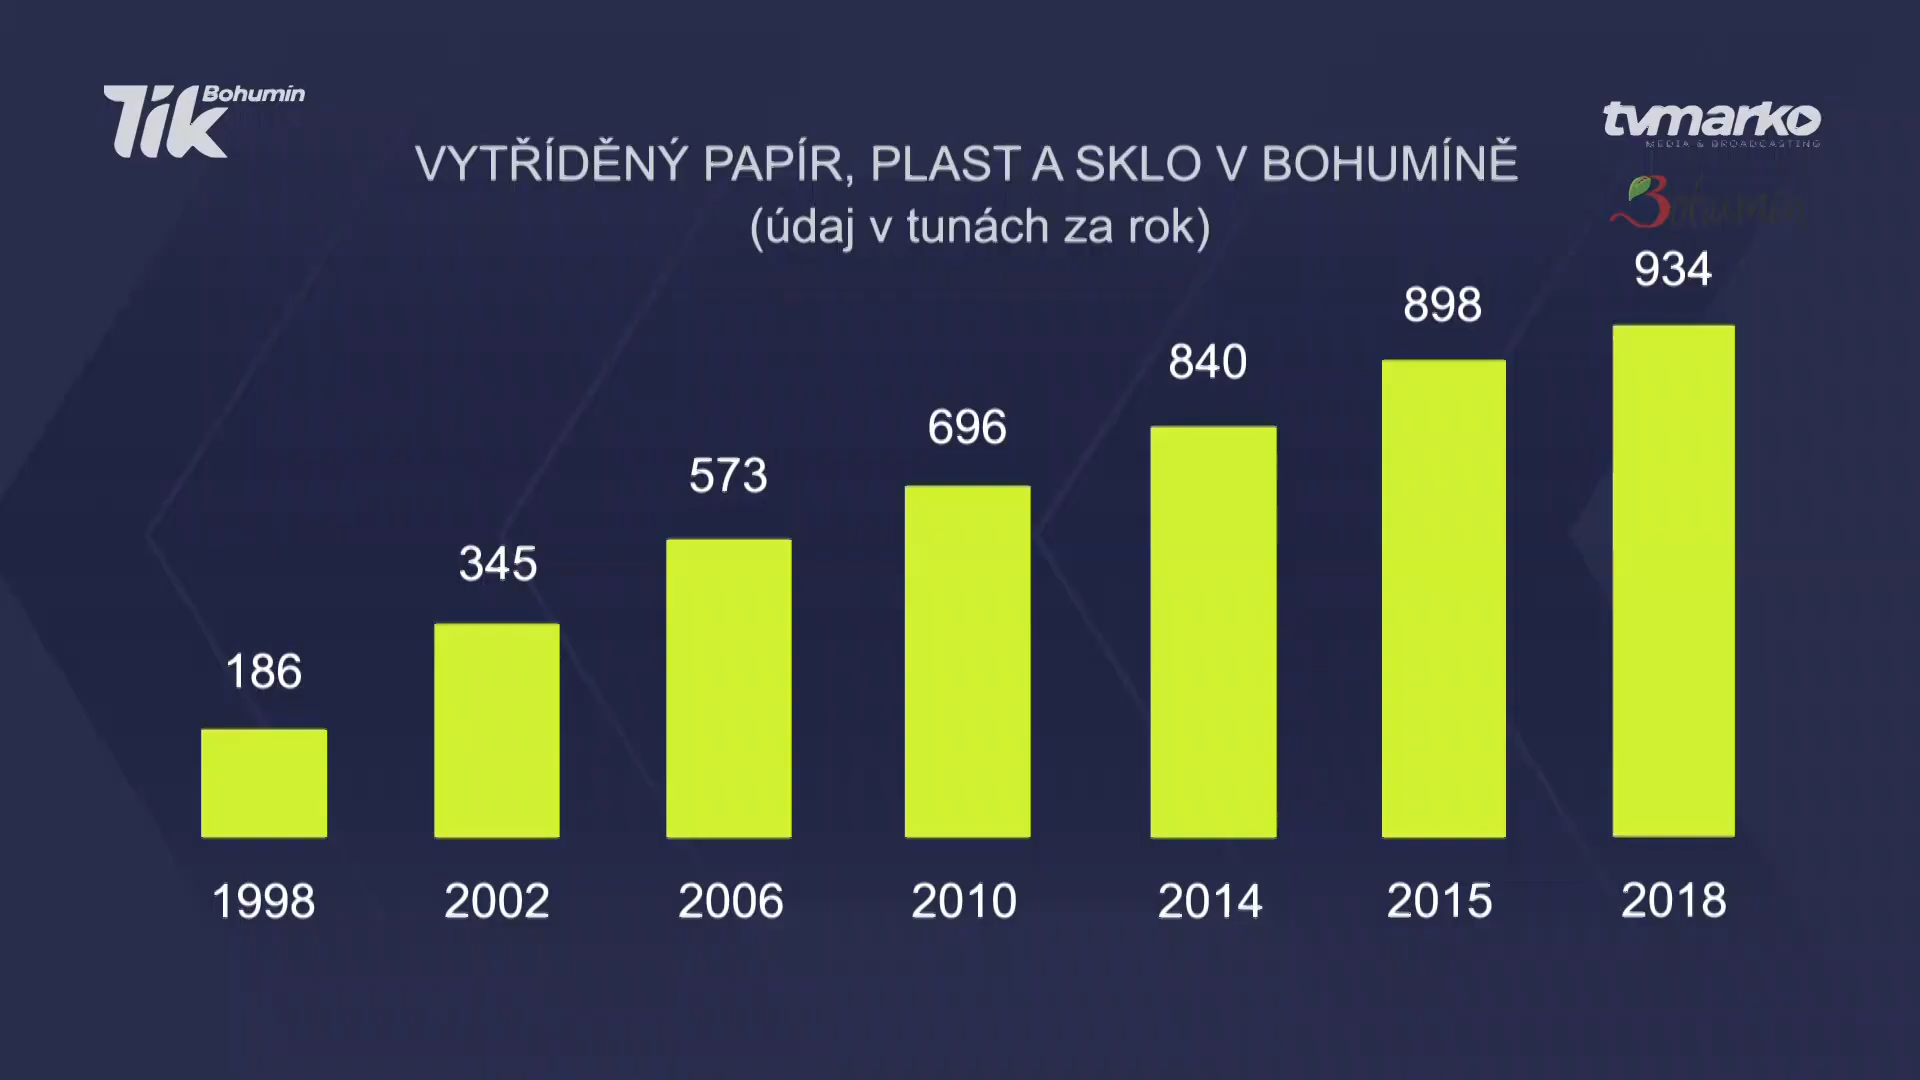 Tik Bohumín
tvmarko
MEDIA & BROADCASTING
VYTŘÍDĚNÝ PAPÍR, PLAST A SKLO V BOHUMÍNĚ
(údaj v tunách za rok)
Bohumín
186
345
573
696
840
898
934
1998
2002
2006
2010
2014
2015
2018